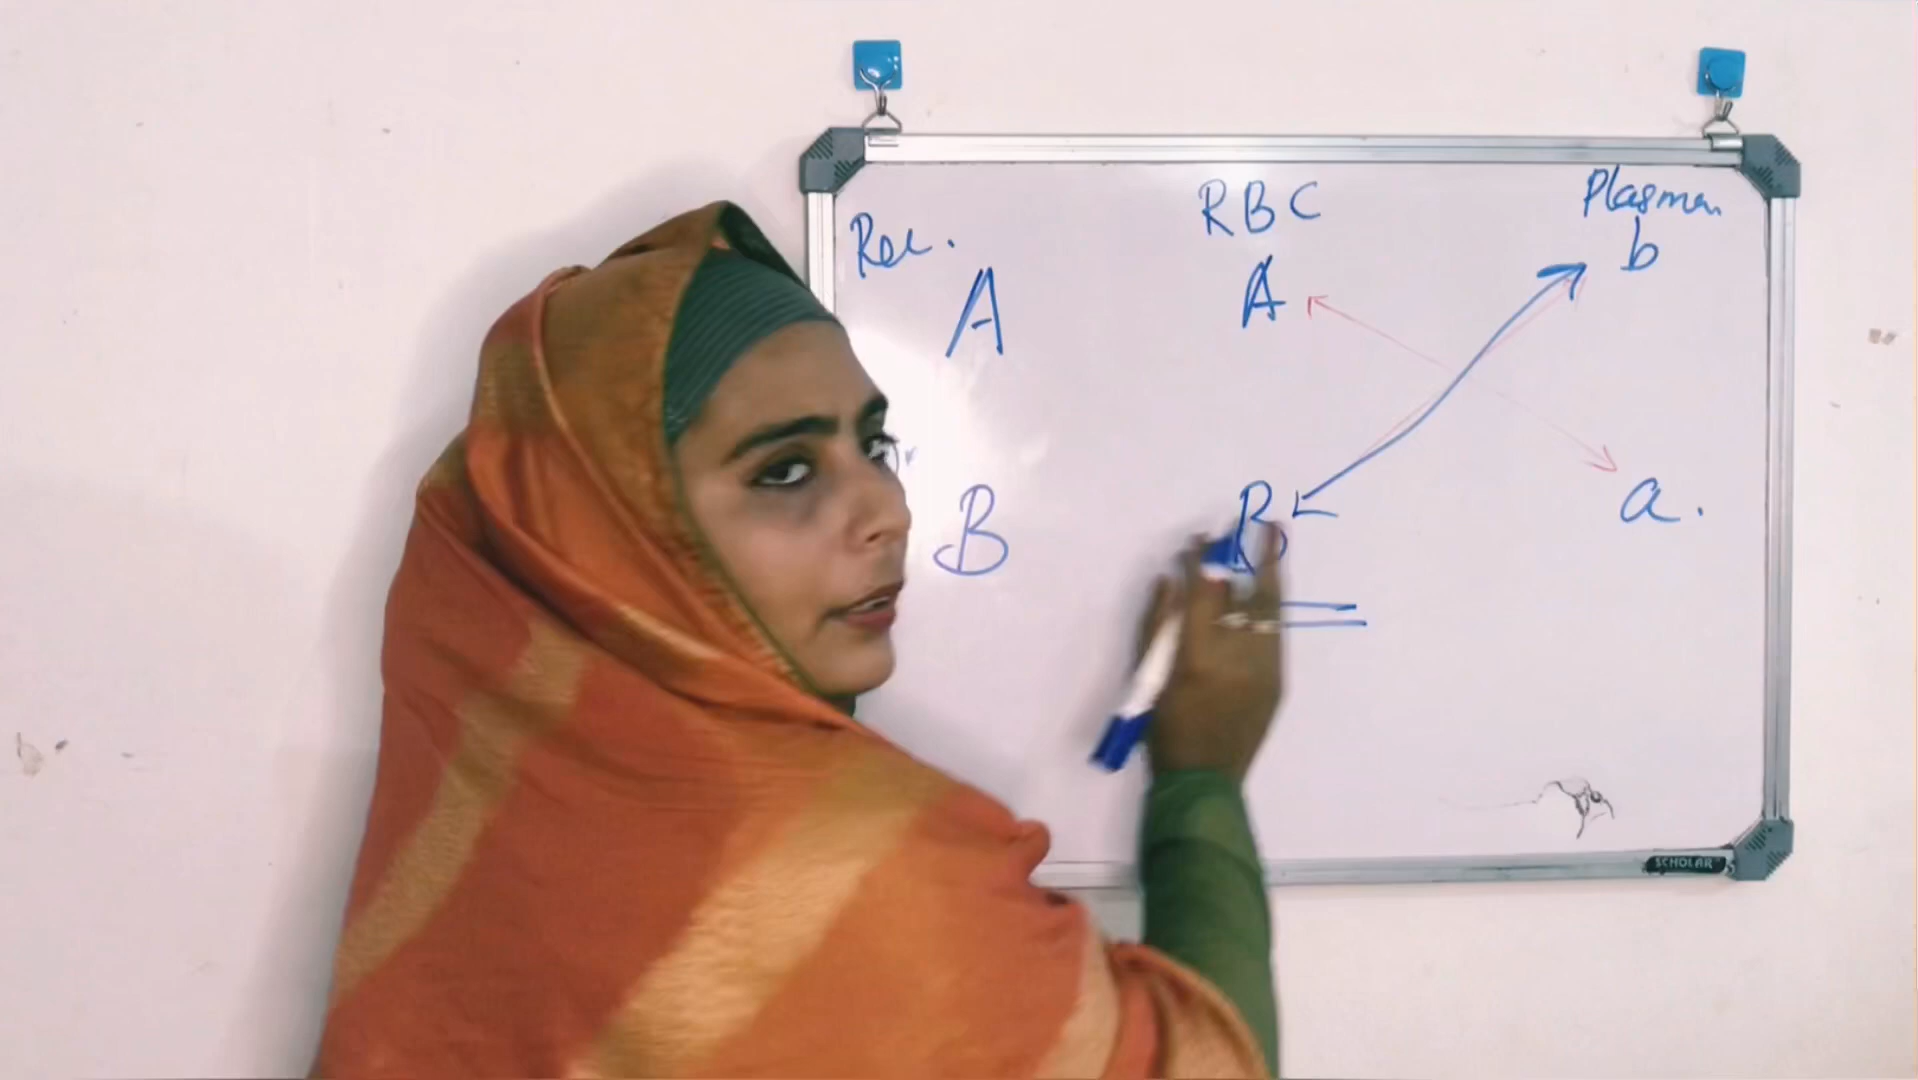 RBC Plasma
Rec.
A A b
B B a.
SCHOLAR